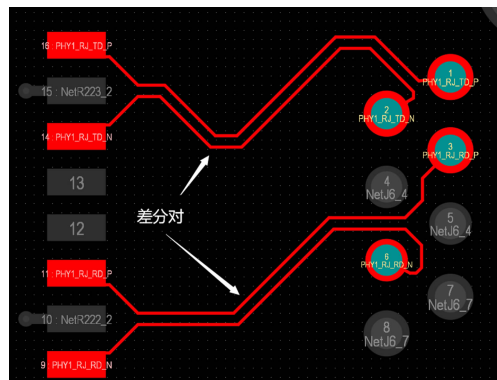 16 : PHY1_RJ_TD_P
15 : NetR223_2
14 : PHY1_RJ_TD_N
13
12
11 : PHY1_RJ_RD_P
10 : NetR222_2
9 : PHY1_RJ_RD_N
差分对
1
PHY1_RJ_TD_P
2
PHY1_RJ_TD_N
3
PHY1_RJ_RD_P
4
NetJ6_4
5
NetJ6_4
6
PHY1_RJ_RD_N
7
NetJ6_7
8
NetJ6_7